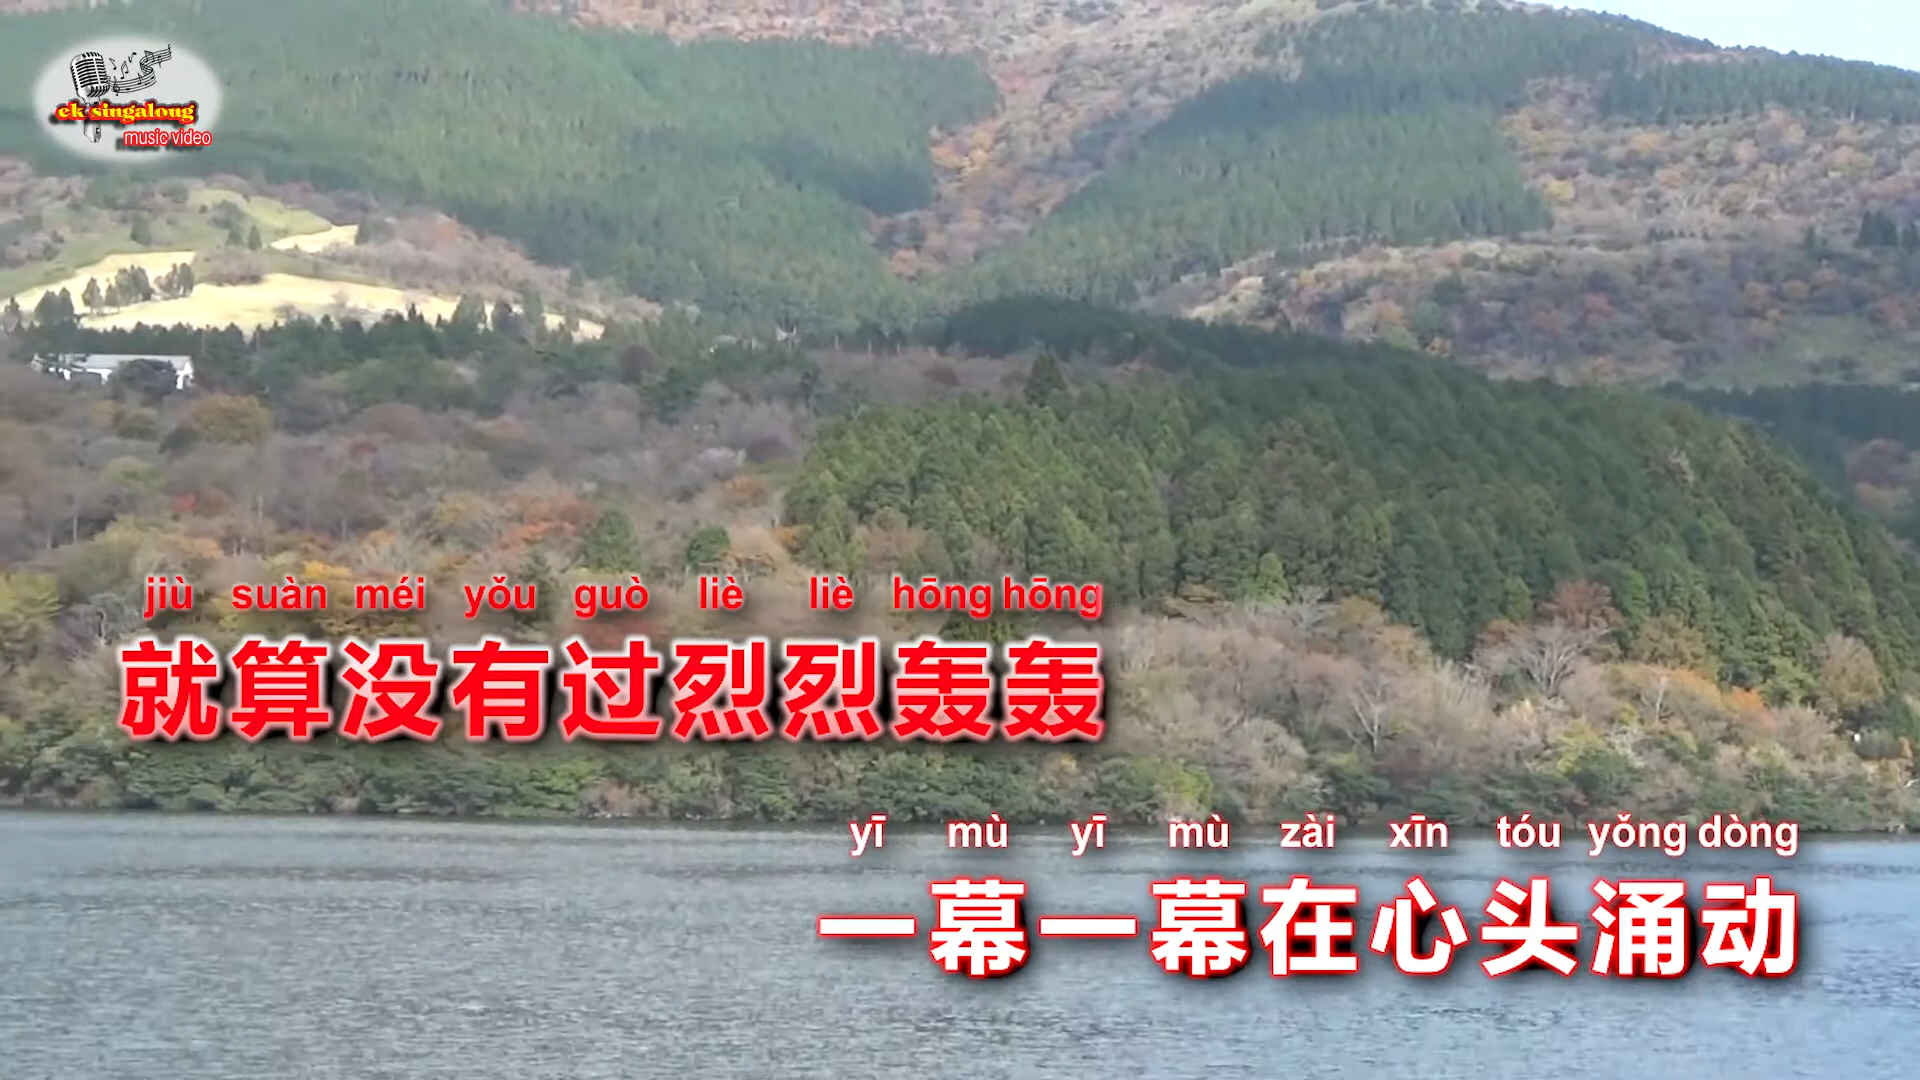 ek singalong
music video
jiù suàn méi yǒu guò liè liè hōng hōng
就算没有过烈烈轰轰
yī mù yī mù zài xīn tóu yǒng dòng
一幕一幕在心头涌动